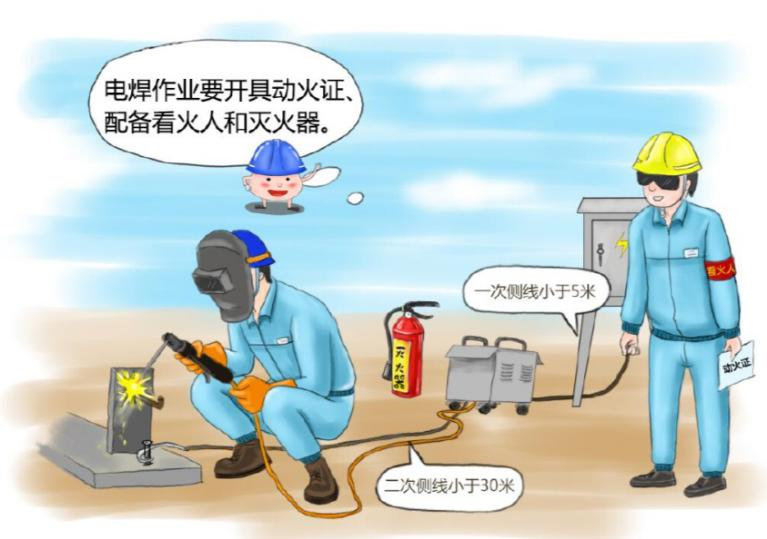 电焊作业要开具动火证、
配备看火人和灭火器。
一次侧线小于5米
看火人
灭火器
动火证
二次侧线小于30米